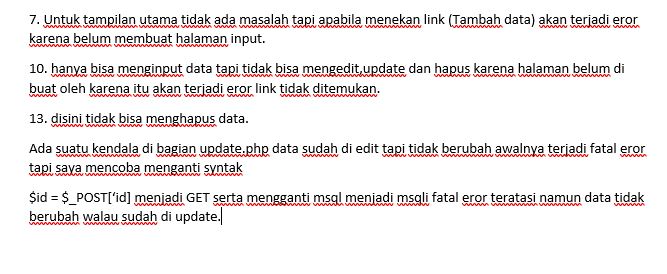 7. Untuk tampilan utama tidak ada masalah tapi apabila menekan link (Tambah data) akan terjadi eror
karena belum membuat halaman input.
10. hanya bisa menginput data tapi tidak bisa mengedit,update dan hapus karena halaman belum di
buat oleh karena itu akan terjadi eror link tidak ditemukan.
13. disini tidak bisa menghapus data.
Ada suatu kendala di bagian update.php data sudah di edit tapi tidak berubah awalnya terjadi fatal eror
tapi saya mencoba menganti syntak
$id = $_POST[‘id] menjadi GET serta mengganti msql menjadi msqli fatal eror teratasi namun data tidak
berubah walau sudah di update.